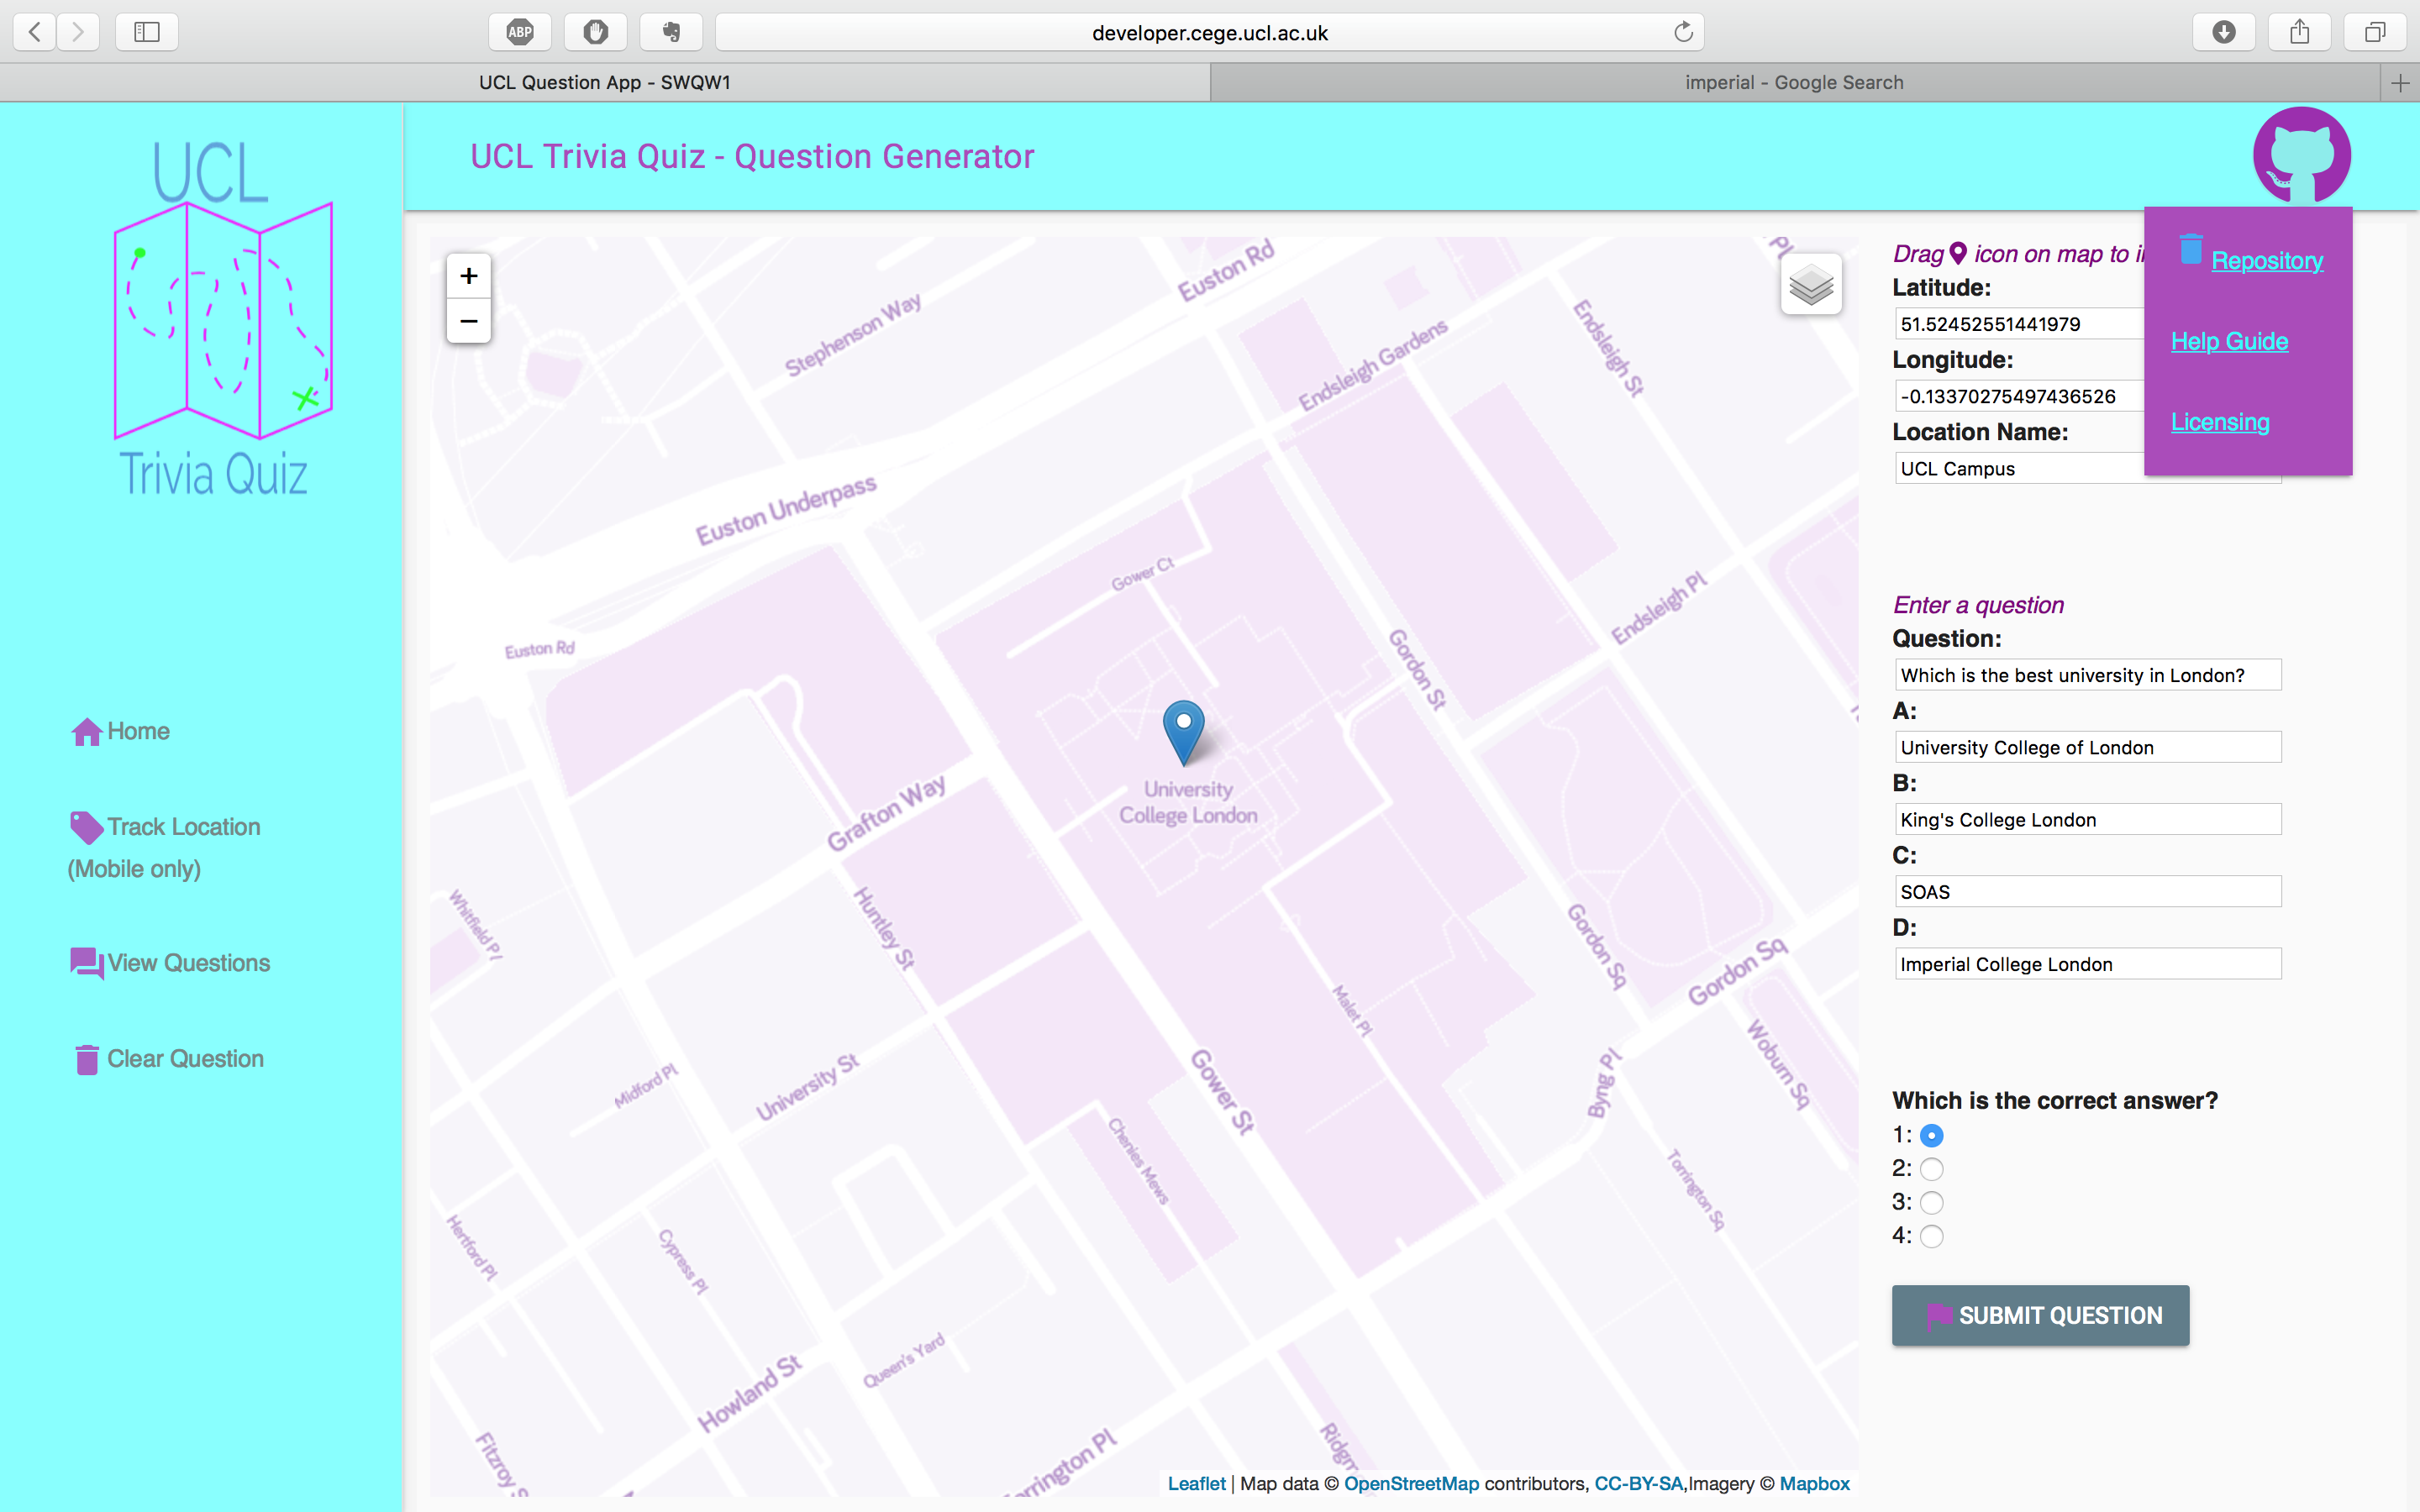 ABP
developer.cege.ucl.ac.uk
UCL Question App - SWQW1
imperial - Google Search
UCL
Trivia Quiz
Home
Track Location
(Mobile only)
View Questions
Clear Question
UCL Trivia Quiz - Question Generator
Repository
Help Guide
Licensing
+
−
Euston Rd
Stephenson Way
Endsleigh Gardens
Endsleigh St
Pl
Euston Underpass
Gower Ct
Endsleigh Pl
Euston Rd
Gordon St
University
College London
Grafton Way
Huntley St
Whitfield Pl
Gordon Sq
Gordon Sq
Malet Pl
Woburn Sq
Midford Pl
University St
Gower St
Byng Pl
Chenies Mews
Torrington Sq
Hertford Pl
Cypress Pl
Queen's Yard
Howland St
Fitzroy
Leaflet | Map data © OpenStreetMap contributors, CC-BY-SA,Imagery © Mapbox
Drag icon on map to
Latitude:
51.52452551441979
Longitude:
-0.13370275497436526
Location Name:
UCL Campus
Enter a question
Question:
Which is the best university in London?
A:
University College of London
B:
King's College London
C:
SOAS
D:
Imperial College London
Which is the correct answer?
1:
2:
3:
4:
SUBMIT QUESTION